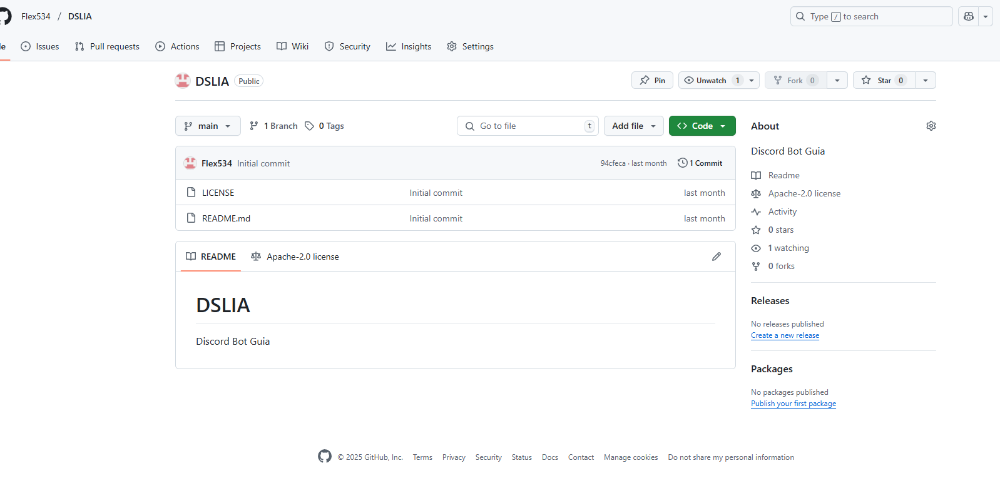 Flex534 / DSLIA
Type / to search
le
Issues
Pull requests
Actions
Projects
Wiki
Security
Insights
Settings
DSLIA Public
Pin
Unwatch 1
Fork 0
Star 0
main
1 Branch
0 Tags
Go to file t
Add file
Code
Flex534 Initial commit
94cfeca · last month
1 Commit
LICENSE Initial commit last month
README.md Initial commit last month
README
Apache-2.0 license
DSLIA
Discord Bot Guia
About
Discord Bot Guia
Readme
Apache-2.0 license
Activity
0 stars
1 watching
0 forks
Releases
No releases published
Create a new release
Packages
No packages published
Publish your first package
© 2025 GitHub, Inc. Terms Privacy Security Status Docs Contact Manage cookies Do not share my personal information